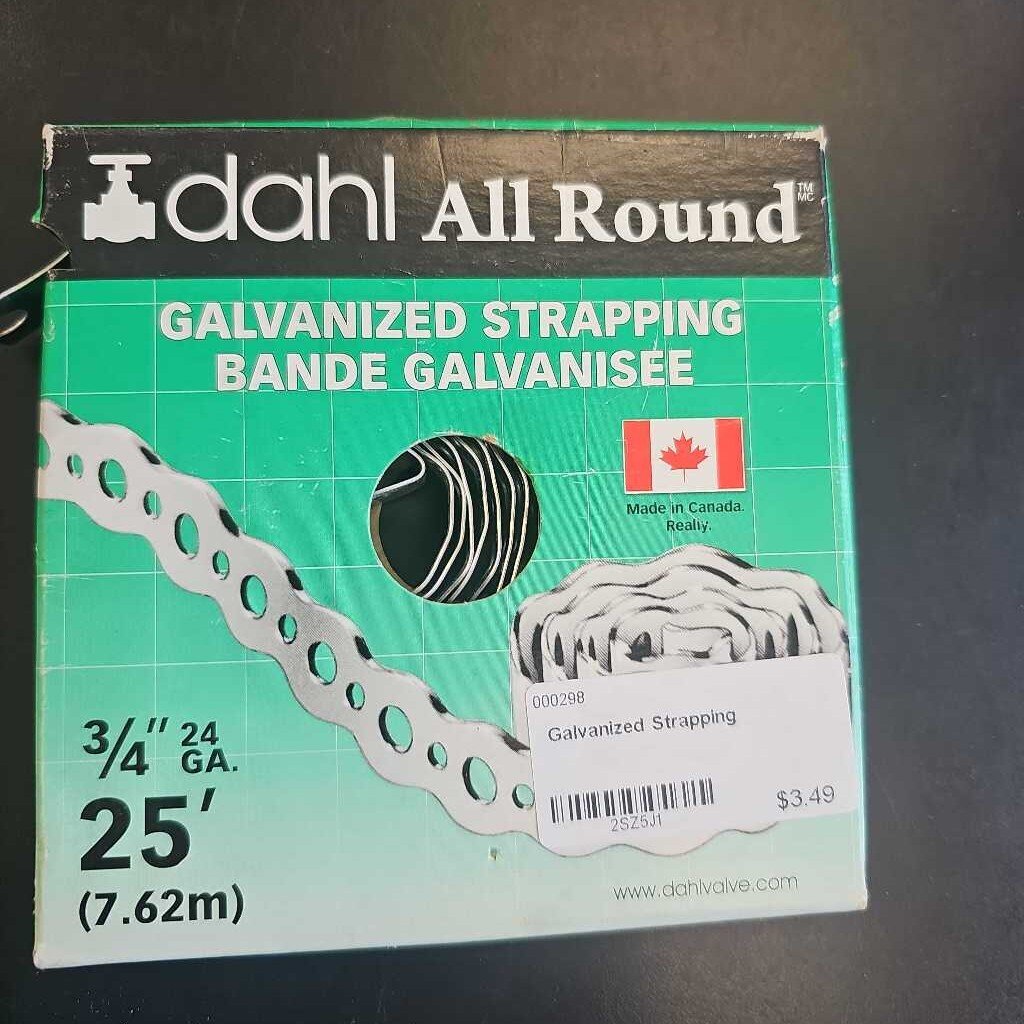 dahl All Round TM MC
GALVANIZED STRAPPING
BANDE GALVANISÉE
Made in Canada.
Really.
000298
Galvanized Strapping
$3.49
2SZ5J1
3/4" 24 GA.
25'
(7.62m)
www.dahlvalve.com